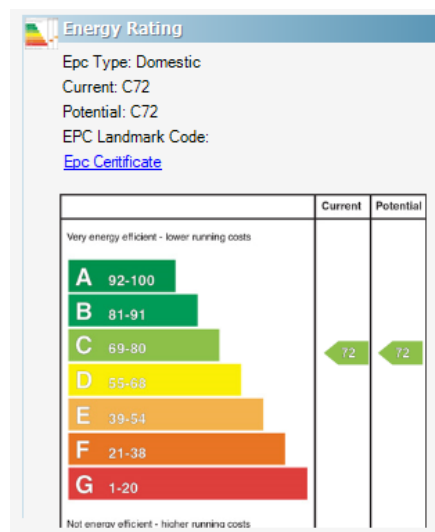 Energy Rating
Epc Type: Domestic
Current: C72
Potential: C72
EPC Landmark Code:
Epc Ceritificate
Current Potential
Very energy efficient - lower running costs
A 92-100
B 81-91
C 69-80
72 72
D 55-68
E 39-54
F 21-38
G 1-20
Not energy efficient - higher running costs